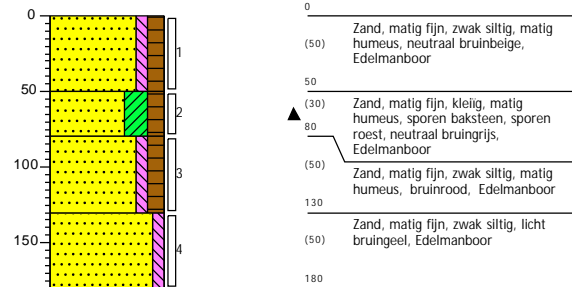 0
50
100
150
1
2
3
4
0
(50)
Zand, matig fijn, zwak siltig, matig
humeus, neutraal bruinbeige,
Edelmanboor
50
(30)
Zand, matig fijn, kleiïg, matig
humeus, sporen baksteen, sporen
roest, neutraal bruingrijs,
Edelmanboor
80
(50)
Zand, matig fijn, zwak siltig, matig
humeus, bruinrood, Edelmanboor
130
(50)
Zand, matig fijn, zwak siltig, licht
bruingeel, Edelmanboor
180